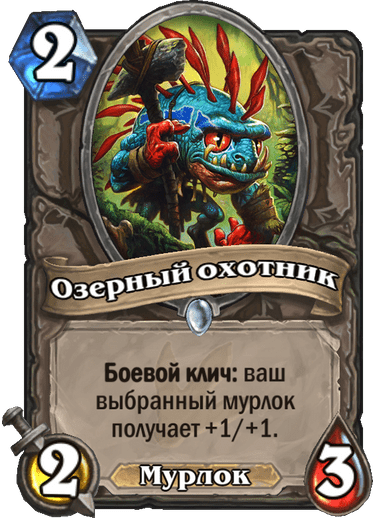 2
Озерный охотник
Боевой клич: ваш
выбранный мурлок
получает +1/+1.
2
Мурлок
3